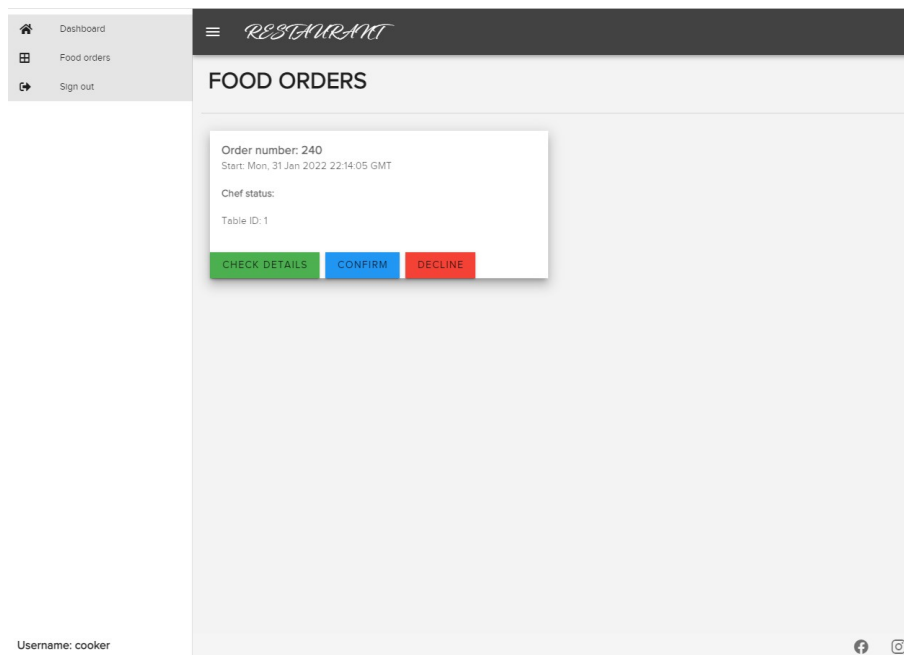 Dashboard
Food orders
Sign out
RESTAURANT
FOOD ORDERS
Order number: 240
Start: Mon, 31 Jan 2022 22:14:05 GMT
Chef status:
Table ID: 1
CHECK DETAILS CONFIRM DECLINE
Username: cooker